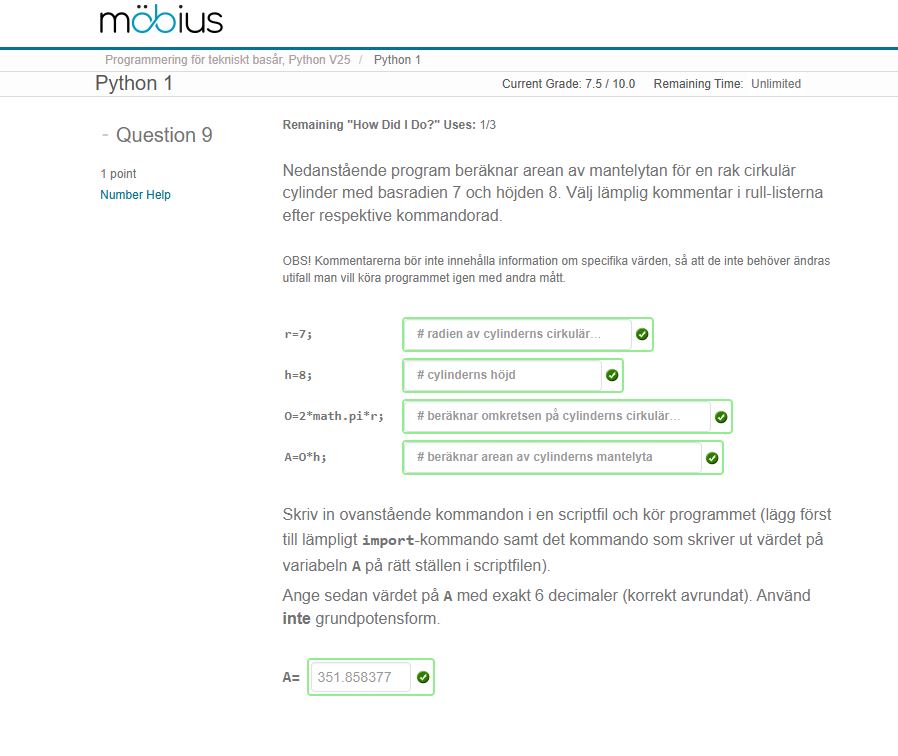 möbius
Programmering för tekniskt basår, Python V25 / Python 1
Python 1
Current Grade: 7.5 / 10.0 Remaining Time: Unlimited
- Question 9
1 point
Number Help
Remaining "How Did I Do?" Uses: 1/3
Nedanstående program beräknar arean av mantelytan för en rak cirkulär
cylinder med basradien 7 och höjden 8. Välj lämplig kommentar i rull-listerna
efter respektive kommandorad.
OBS! Kommentarerna bör inte innehålla information om specifika värden, så att de inte behöver ändras
utifall man vill köra programmet igen med andra mått.
r=7; # radien av cylinderns cirkulär...
h=8; # cylinderns höjd
O=2*math.pi*r; # beräknar omkretsen på cylinderns cirkulär...
A=O*h; # beräknar arean av cylinderns mantelyta
Skriv in ovanstående kommandon i en scriptfil och kör programmet (lägg först
till lämpligt import-kommando samt det kommando som skriver ut värdet på
variabeln A på rätt ställen i scriptfilen).
Ange sedan värdet på A med exakt 6 decimaler (korrekt avrundat). Använd
inte grundpotensform.
A= 351.858377